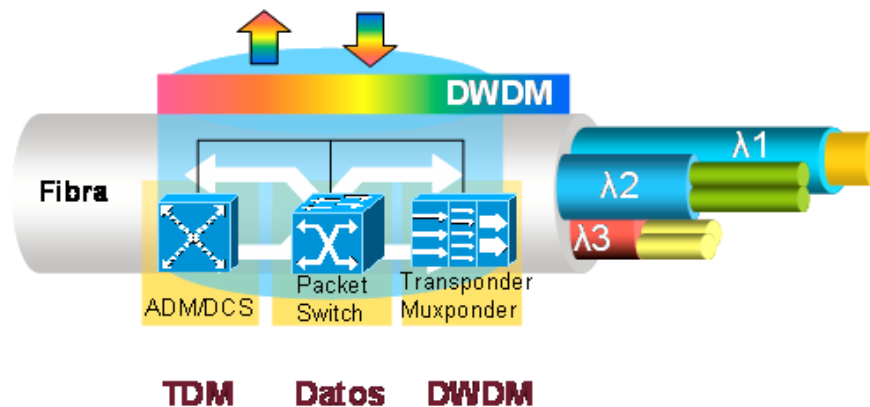 DWDM
λ1
λ2
Fibra
λ3
ADM/DCS
Packet
Switch
Transponder
Muxponder
TDM
Datos
DWDM